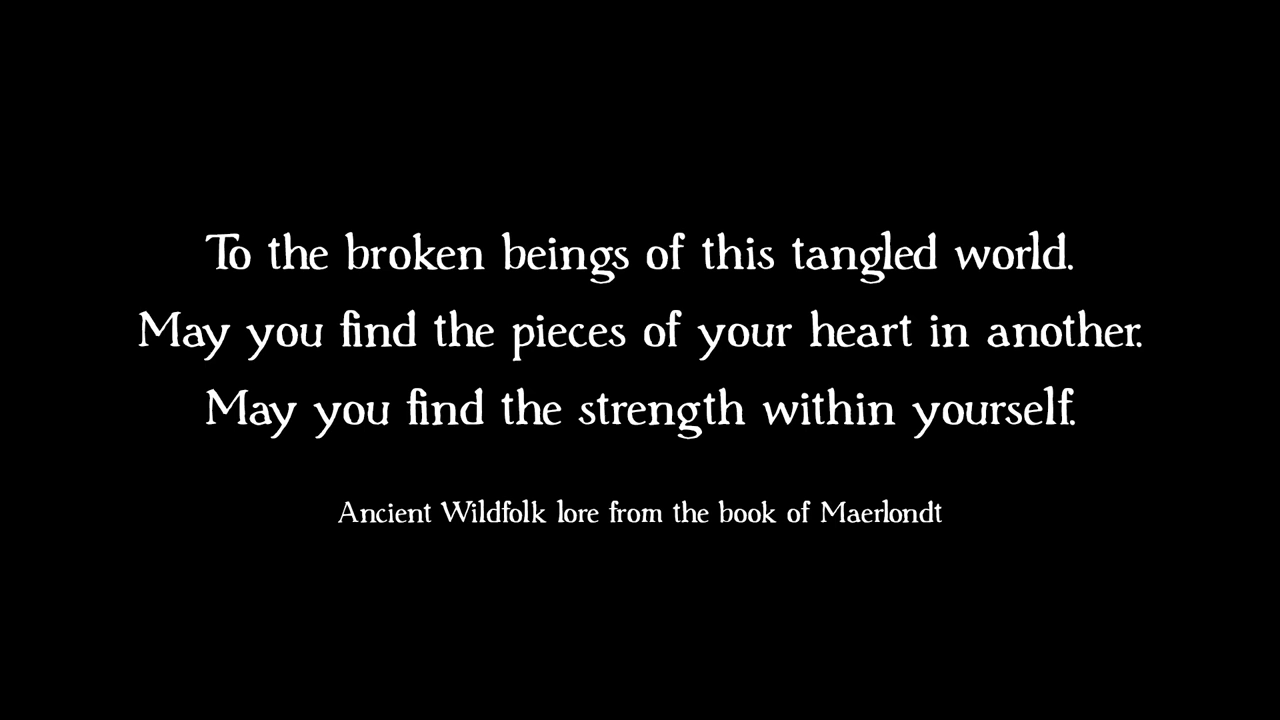 To the broken beings of this tangled world.
May you find the pieces of your heart in another.
May you find the strength within yourself.
Ancient Wildfolk lore from the book of Maerlondt